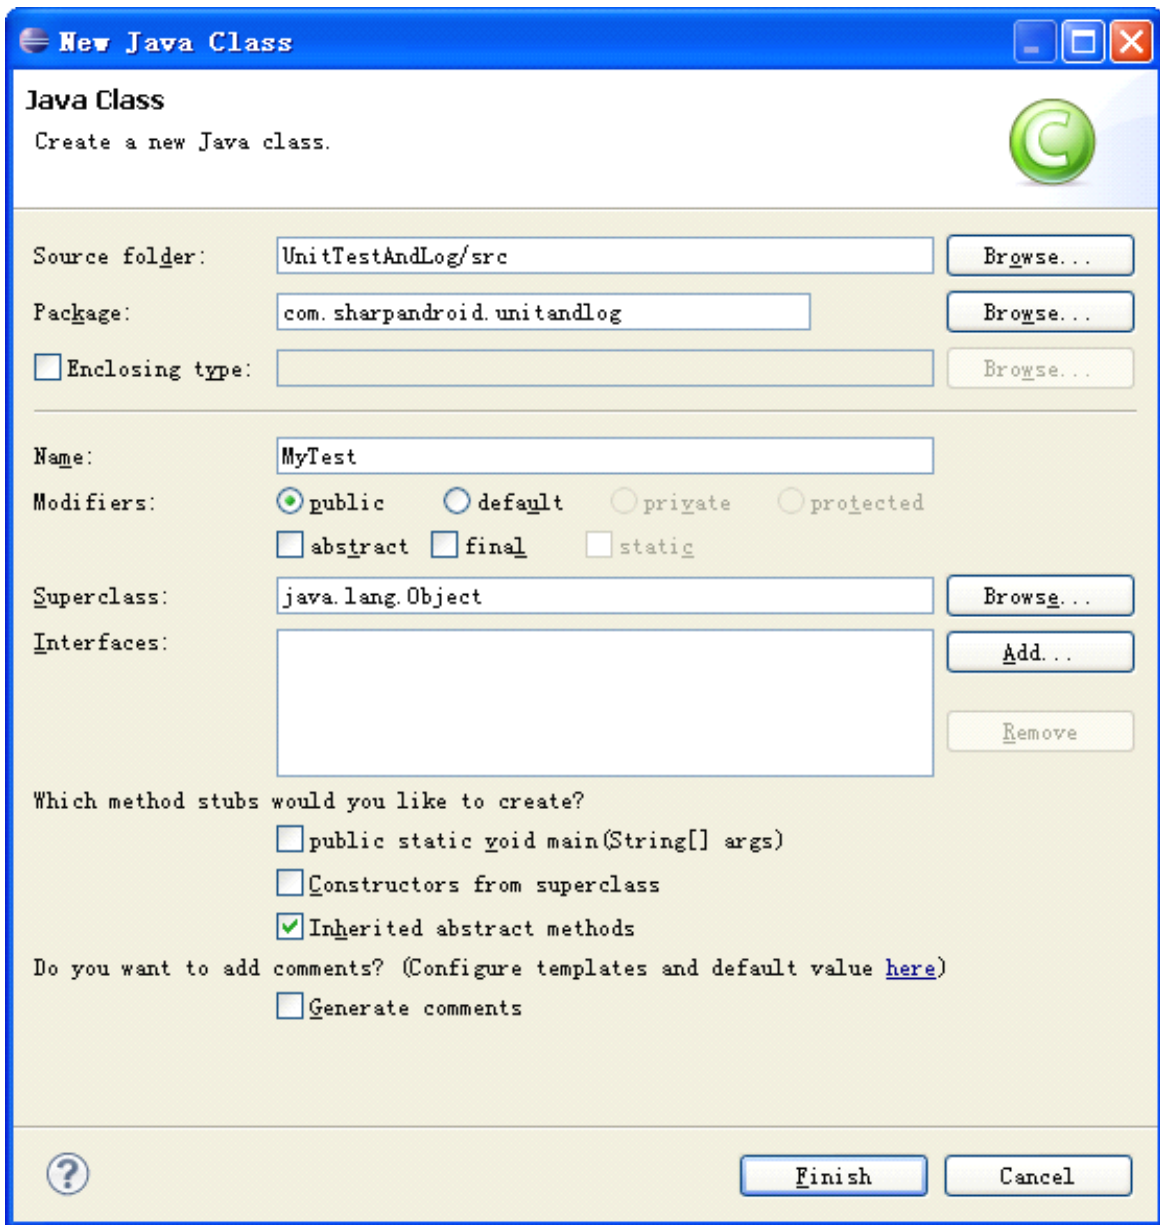 New Java Class
Java Class
Create a new Java class.
C
Source folder: UnitTestAndLog/src Browse...
Package: com.sharpandroid.unitandlog Browse...
Enclosing type: Browse...
Name: MyTest
Modifiers: public default private protected
abstract final static
Superclass: java.lang.Object Browse...
Interfaces: Add...
Remove
Which method stubs would you like to create?
public static void main(String[] args)
Constructors from superclass
Inherited abstract methods
Do you want to add comments? (Configure templates and default value here)
Generate comments
? Finish Cancel